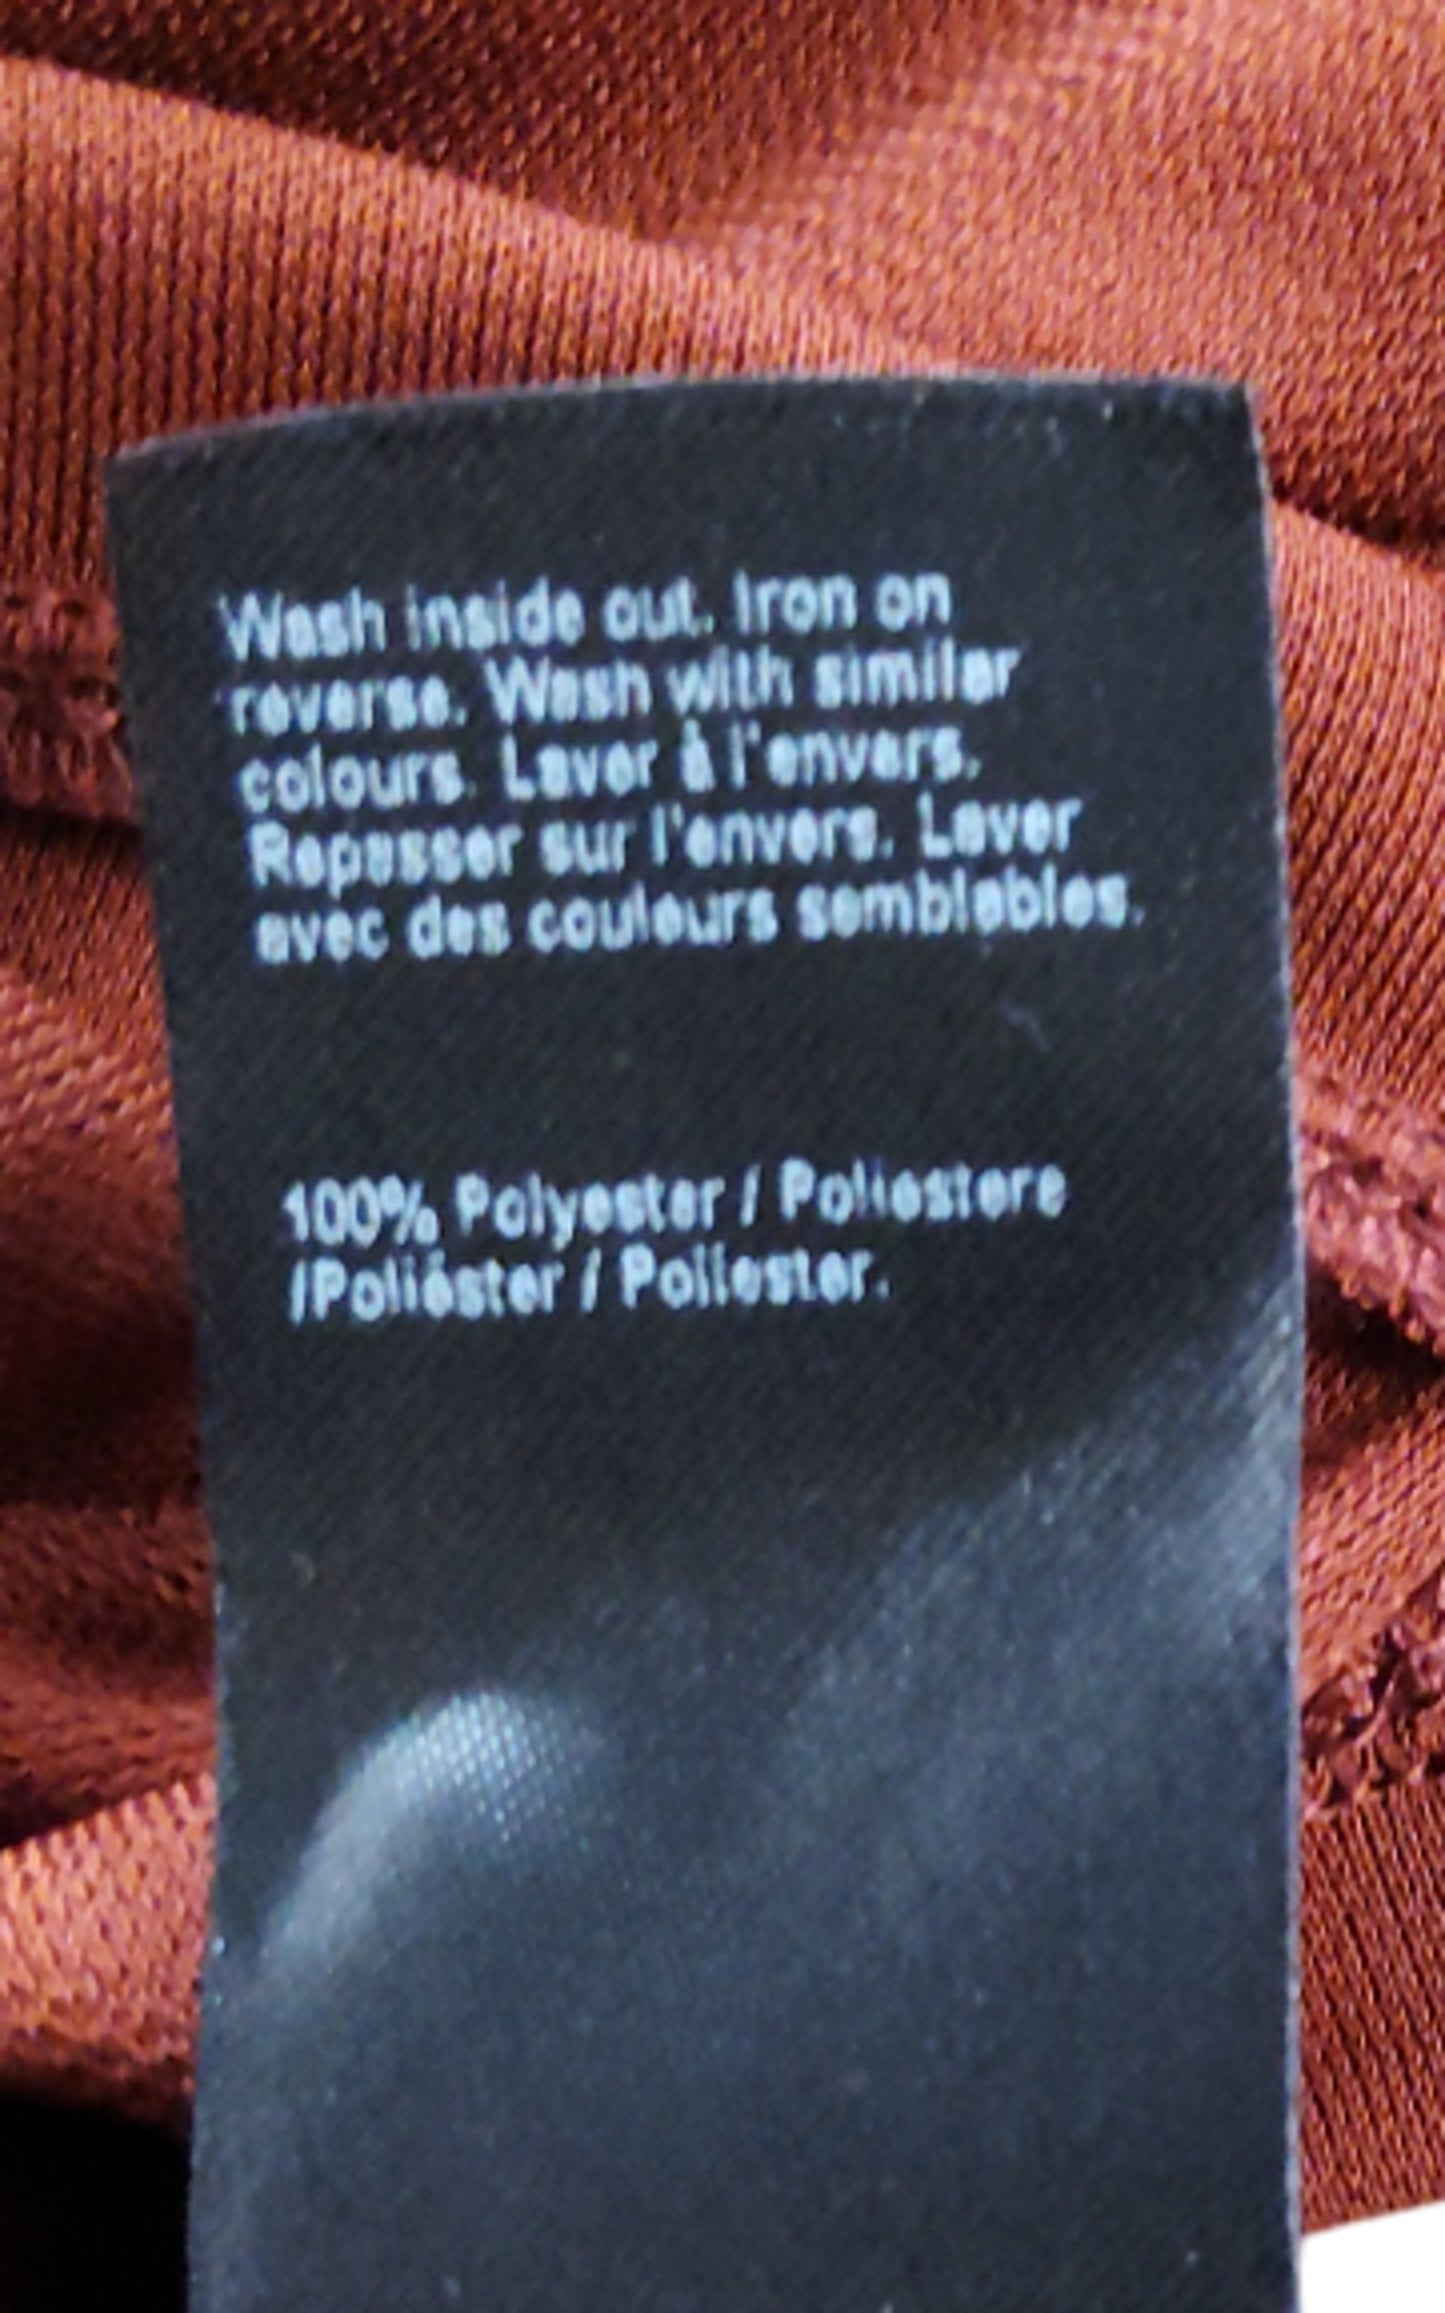 Wash inside out. Iron on
reverse. Wash with similar
colours. Laver à l'envers.
Repasser sur l'envers. Laver
avec des couleurs semblables.
100% Polyester / Poliestere
/Poliéster / Poliester.